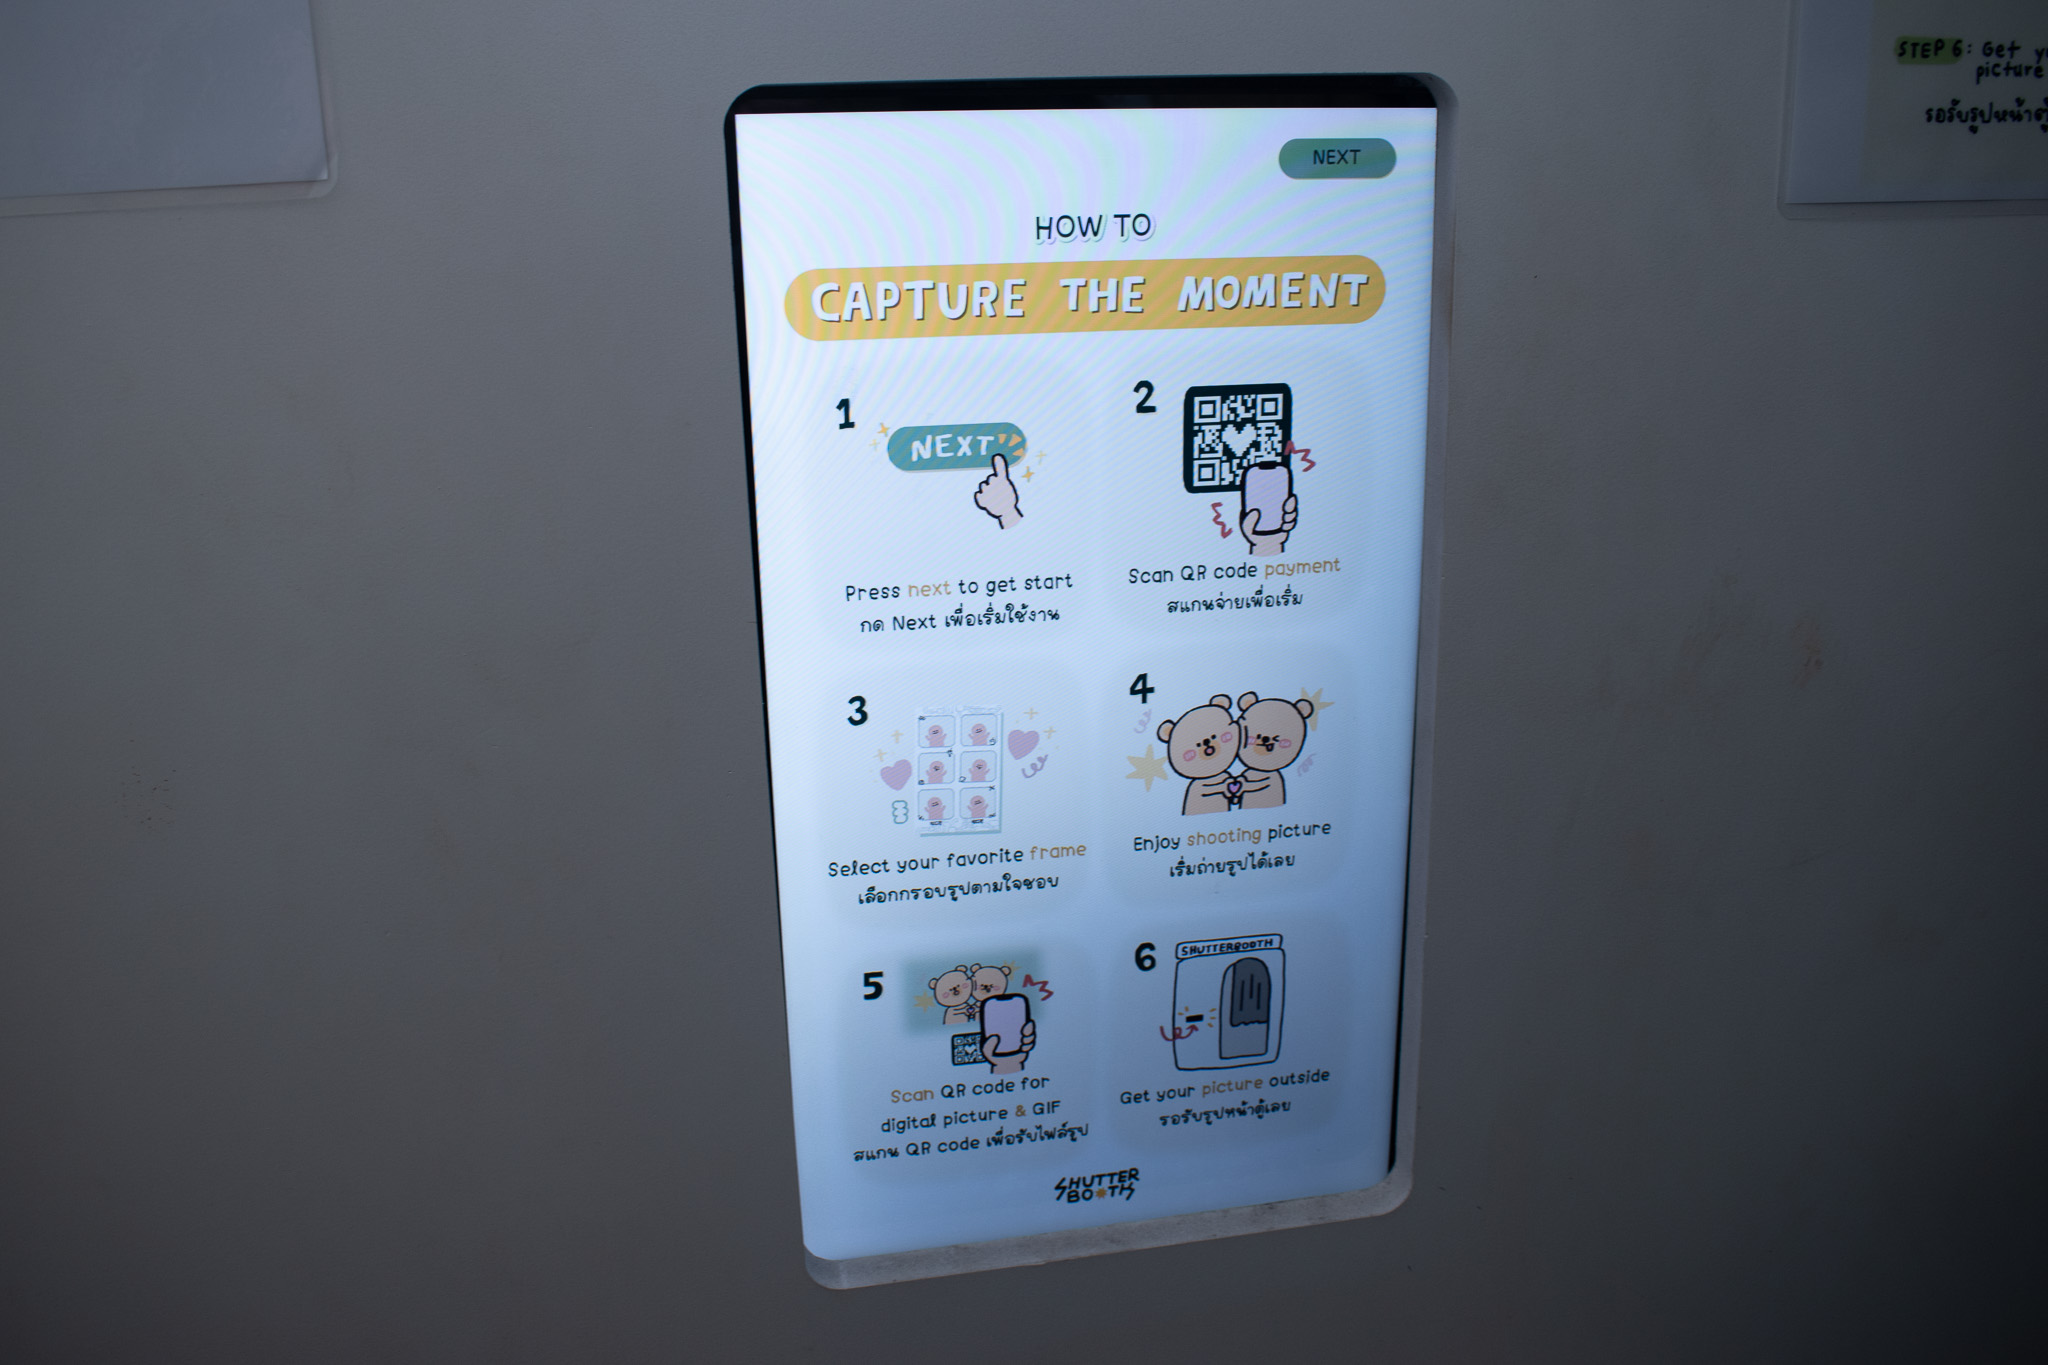 NEXT
HOW TO
CAPTURE THE MOMENT
1
NEXT
Press next to get start
กด Next เพื่อเริ่มใช้งาน
2
Scan QR code payment
สแกนจ่ายเพื่อเริ่ม
3
Select your favorite frame
เลือกกรอบรูปตามใจชอบ
4
Enjoy shooting picture
เริ่มถ่ายรูปได้เลย
5
Scan QR code for
digital picture & GIF
สแกน QR code เพื่อรับไฟล์รูป
6
SHUTTERBOOTH
Get your picture outside
รอรับรูปหน้าตู้เลย
SHUTTER
BOOTH
STEP 6: Get
picture
รอรับรูปหน้า